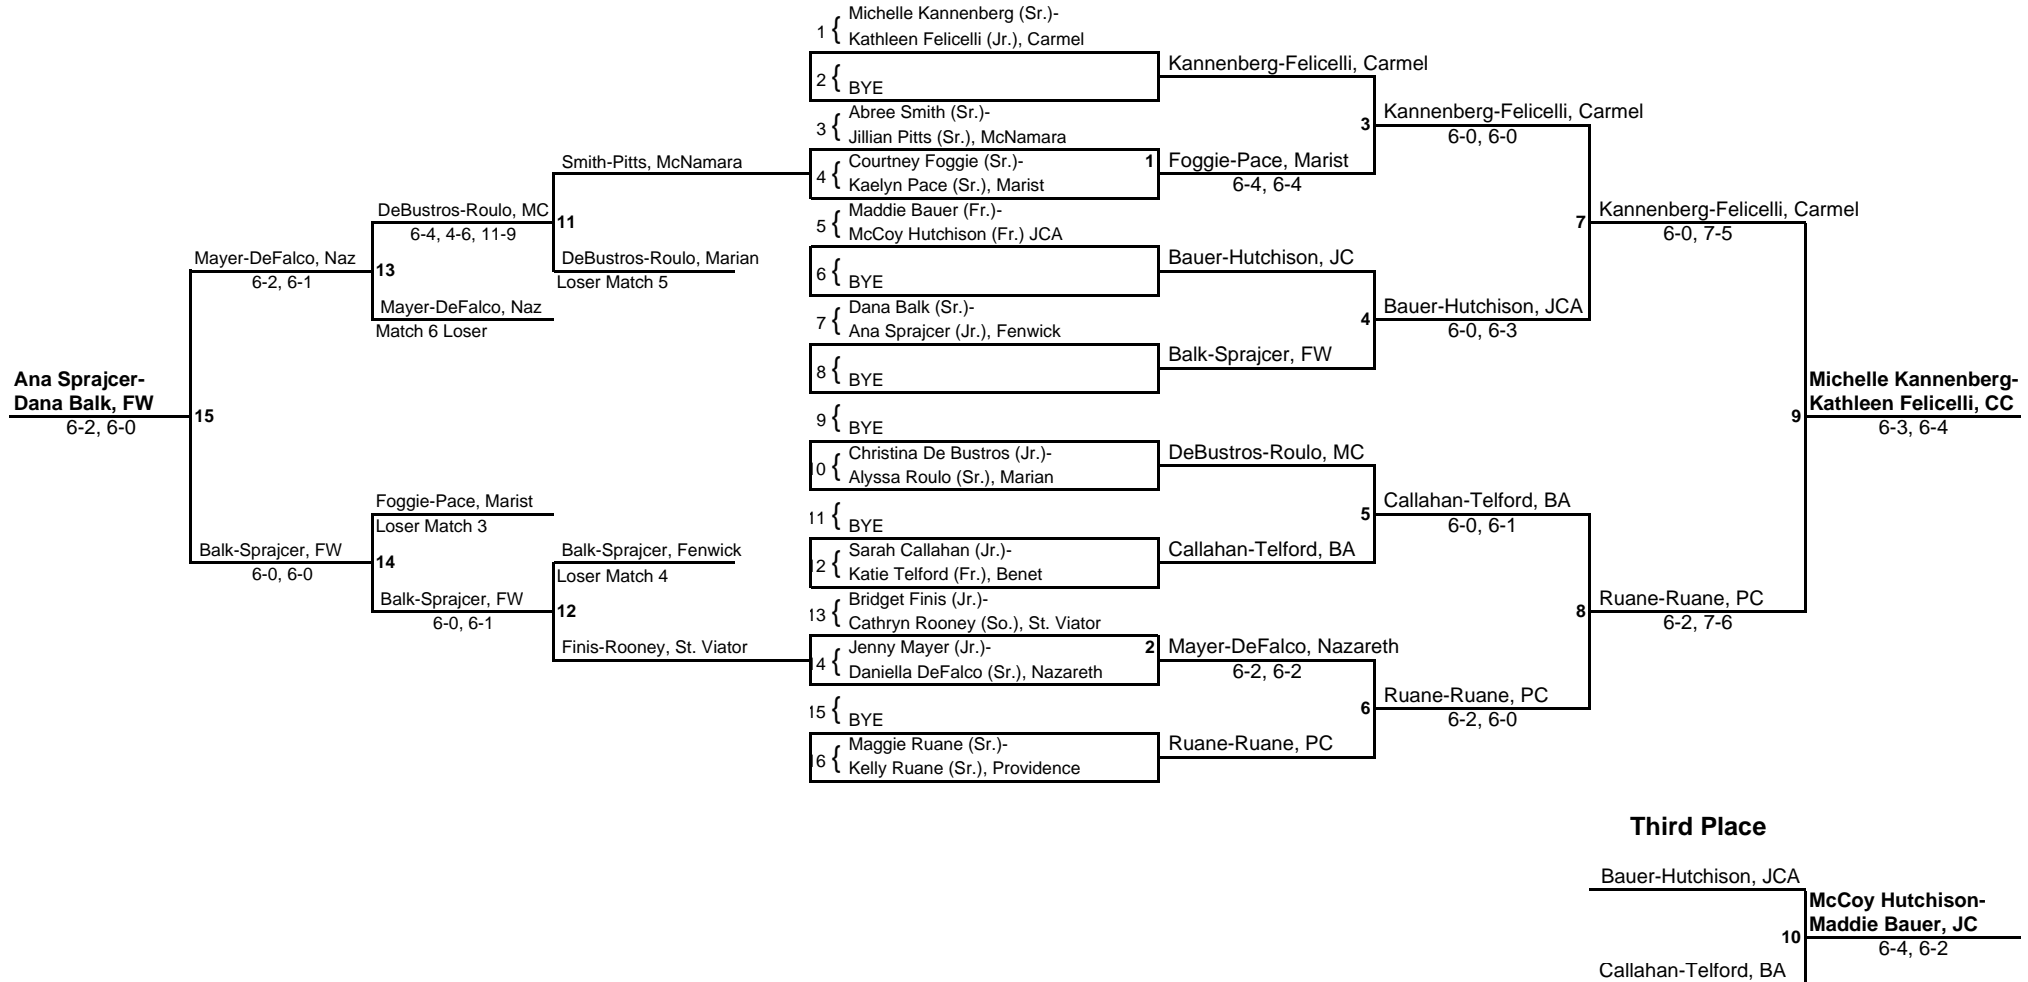 Michelle Kannenberg (Sr.)-
1 { Kathleen Felicelli (Jr.), Carmel
Kannenberg-Felicelli, Carmel
2 { BYE
Abree Smith (Sr.)-
3 { Jillian Pitts (Sr.), McNamara
3 Kannenberg-Felicelli, Carmel
6-0, 6-0
Smith-Pitts, McNamara
Courtney Foggie (Sr.)-
4 { Kaelyn Pace (Sr.), Marist
1 Foggie-Pace, Marist
6-4, 6-4
DeBustros-Roulo, MC
6-4, 4-6, 11-9
11
Maddie Bauer (Fr.)-
5 { McCoy Hutchison (Fr.) JCA
7 Kannenberg-Felicelli, Carmel
6-0, 7-5
Mayer-DeFalco, Naz
6-2, 6-1
13
DeBustros-Roulo, Marian
Loser Match 5
6 { BYE
Bauer-Hutchison, JC
Mayer-DeFalco, Naz
Match 6 Loser
Dana Balk (Sr.)-
7 { Ana Sprajcer (Jr.), Fenwick
4 Bauer-Hutchison, JCA
6-0, 6-3
Balk-Sprajcer, FW
8 { BYE
Ana Sprajcer-
Dana Balk, FW
6-2, 6-0
15
9 { BYE
9 Michelle Kannenberg-
Kathleen Felicelli, CC
6-3, 6-4
Christina De Bustros (Jr.)-
10 { Alyssa Roulo (Sr.), Marian
DeBustros-Roulo, MC
Foggie-Pace, Marist
Loser Match 3
11 { BYE
5 Callahan-Telford, BA
6-0, 6-1
Balk-Sprajcer, FW
6-0, 6-0
14
Balk-Sprajcer, Fenwick
Loser Match 4
Sarah Callahan (Jr.)-
12 { Katie Telford (Fr.), Benet
Callahan-Telford, BA
Balk-Sprajcer, FW
6-0, 6-1
12
Bridget Finis (Jr.)-
13 { Cathryn Rooney (So.), St. Viator
8 Ruane-Ruane, PC
6-2, 7-6
Finis-Rooney, St. Viator
Jenny Mayer (Jr.)-
14 { Daniella DeFalco (Sr.), Nazareth
2 Mayer-DeFalco, Nazareth
6-2, 6-2
15 { BYE
6 Ruane-Ruane, PC
6-2, 6-0
Maggie Ruane (Sr.)-
16 { Kelly Ruane (Sr.), Providence
Ruane-Ruane, PC
Third Place
Bauer-Hutchison, JCA
McCoy Hutchison-
Maddie Bauer, JC
10
6-4, 6-2
Callahan-Telford, BA